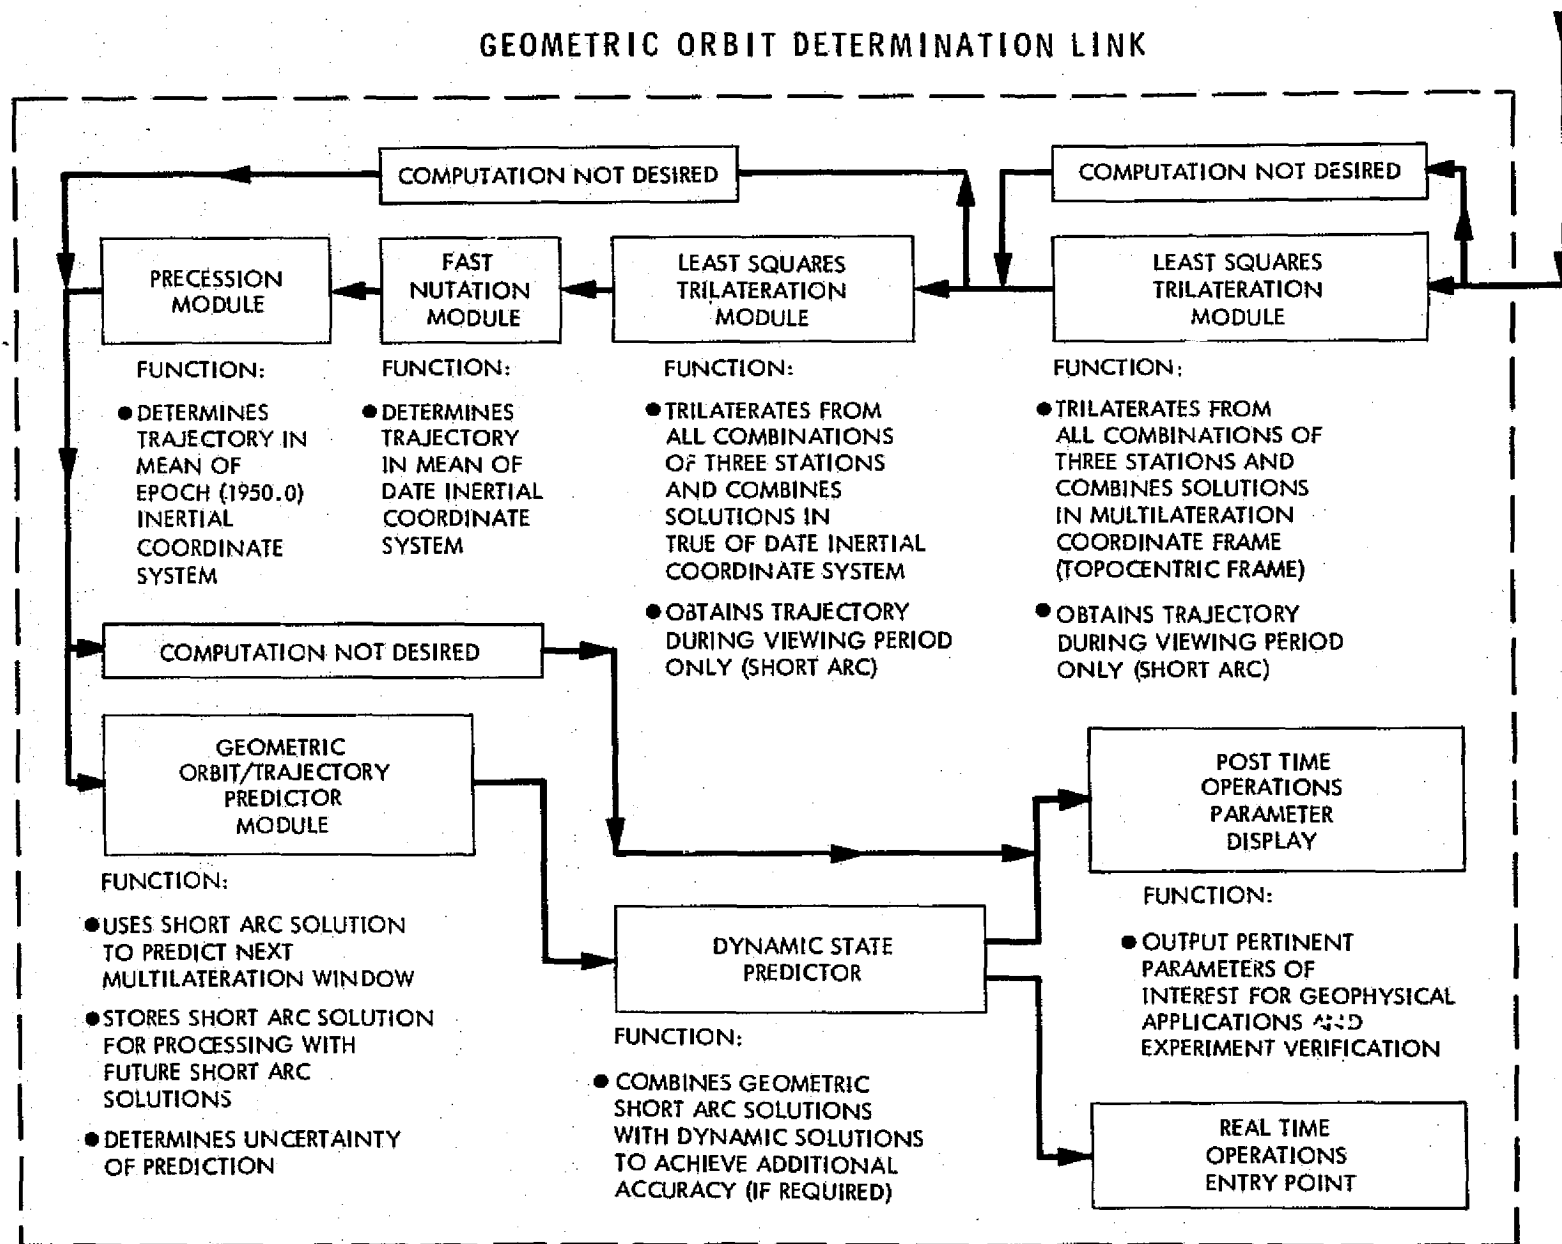 GEOMETRIC ORBIT DETERMINATION LINK
COMPUTATION NOT DESIRED
COMPUTATION NOT DESIRED
PRECESSION
MODULE
FAST
NUTATION
MODULE
LEAST SQUARES
TRILATERATION
MODULE
LEAST SQUARES
TRILATERATION
MODULE
FUNCTION:
● DETERMINES
TRAJECTORY IN
MEAN OF
EPOCH (1950.0)
INERTIAL
COORDINATE
SYSTEM
FUNCTION:
● DETERMINES
TRAJECTORY
IN MEAN OF
DATE INERTIAL
COORDINATE
SYSTEM
FUNCTION:
● TRILATERATES FROM
ALL COMBINATIONS
OF THREE STATIONS
AND COMBINES
SOLUTIONS IN
TRUE OF DATE INERTIAL
COORDINATE SYSTEM
● OBTAINS TRAJECTORY
DURING VIEWING PERIOD
ONLY (SHORT ARC)
FUNCTION:
● TRILATERATES FROM
ALL COMBINATIONS OF
THREE STATIONS AND
COMBINES SOLUTIONS
IN MULTILATERATION
COORDINATE FRAME
(TOPOCENTRIC FRAME)
● OBTAINS TRAJECTORY
DURING VIEWING PERIOD
ONLY (SHORT ARC)
COMPUTATION NOT DESIRED
GEOMETRIC
ORBIT/TRAJECTORY
PREDICTOR
MODULE
FUNCTION:
● USES SHORT ARC SOLUTION
TO PREDICT NEXT
MULTILATERATION WINDOW
● STORES SHORT ARC SOLUTION
FOR PROCESSING WITH
FUTURE SHORT ARC
SOLUTIONS
● DETERMINES UNCERTAINTY
OF PREDICTION
DYNAMIC STATE
PREDICTOR
FUNCTION:
● COMBINES GEOMETRIC
SHORT ARC SOLUTIONS
WITH DYNAMIC SOLUTIONS
TO ACHIEVE ADDITIONAL
ACCURACY (IF REQUIRED)
POST TIME
OPERATIONS
PARAMETER
DISPLAY
FUNCTION:
● OUTPUT PERTINENT
PARAMETERS OF
INTEREST FOR GEOPHYSICAL
APPLICATIONS AND
EXPERIMENT VERIFICATION
REAL TIME
OPERATIONS
ENTRY POINT